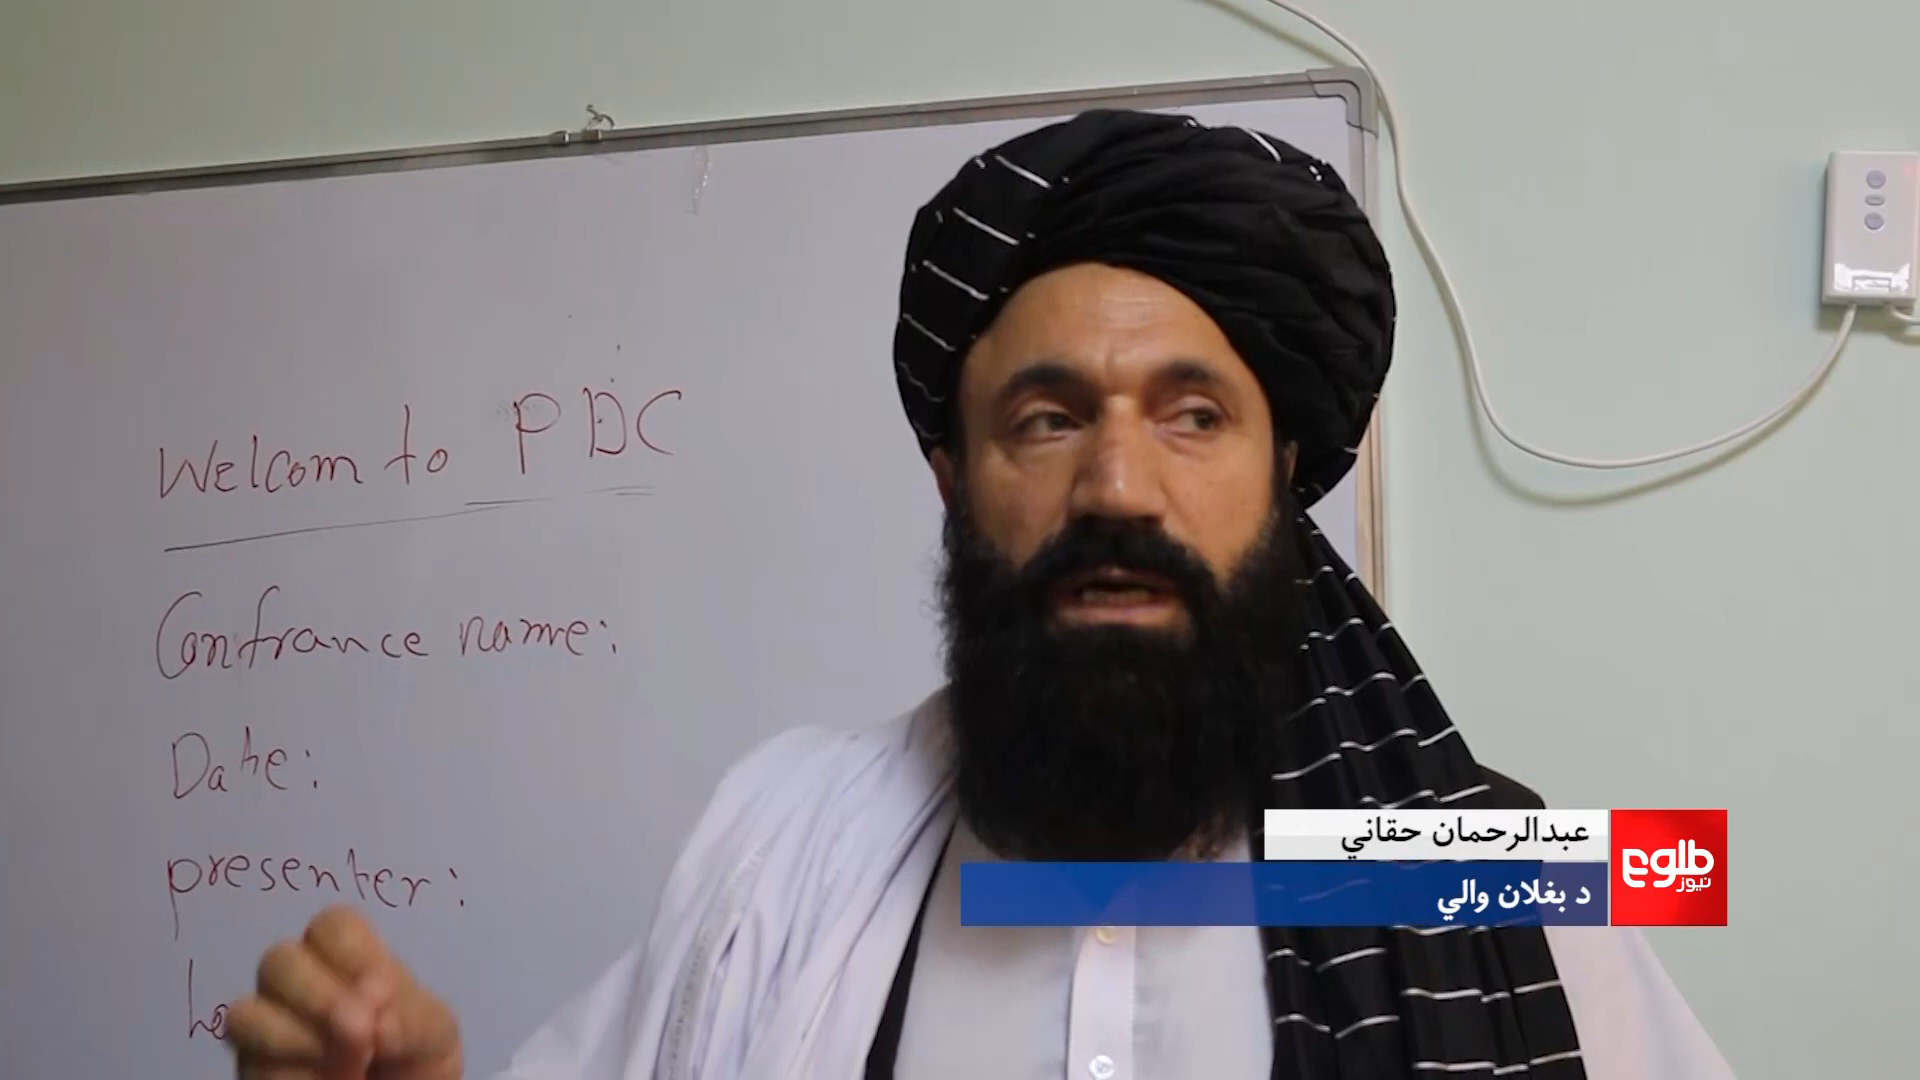 Welcom to PDC
Confrance name:
Date:
presenter:
عبدالرحمان حقاني
د بغلان والي
طلوع
نیوز